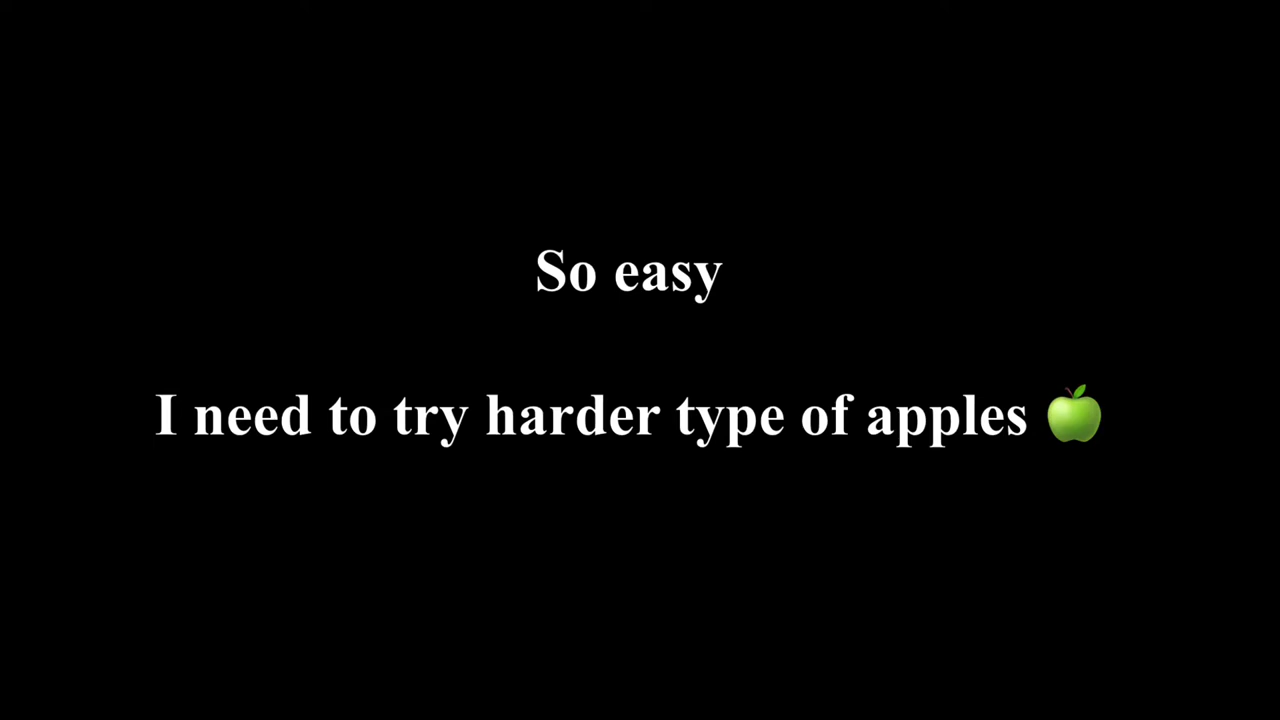 So easy
I need to try harder type of apples 🍏